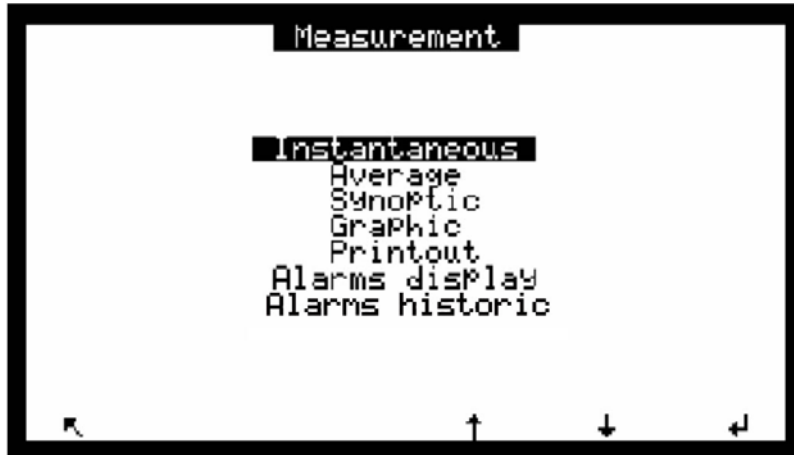 Measurement
Instantaneous
Average
Synoptic
Graphic
Printout
Alarms display
Alarms historic